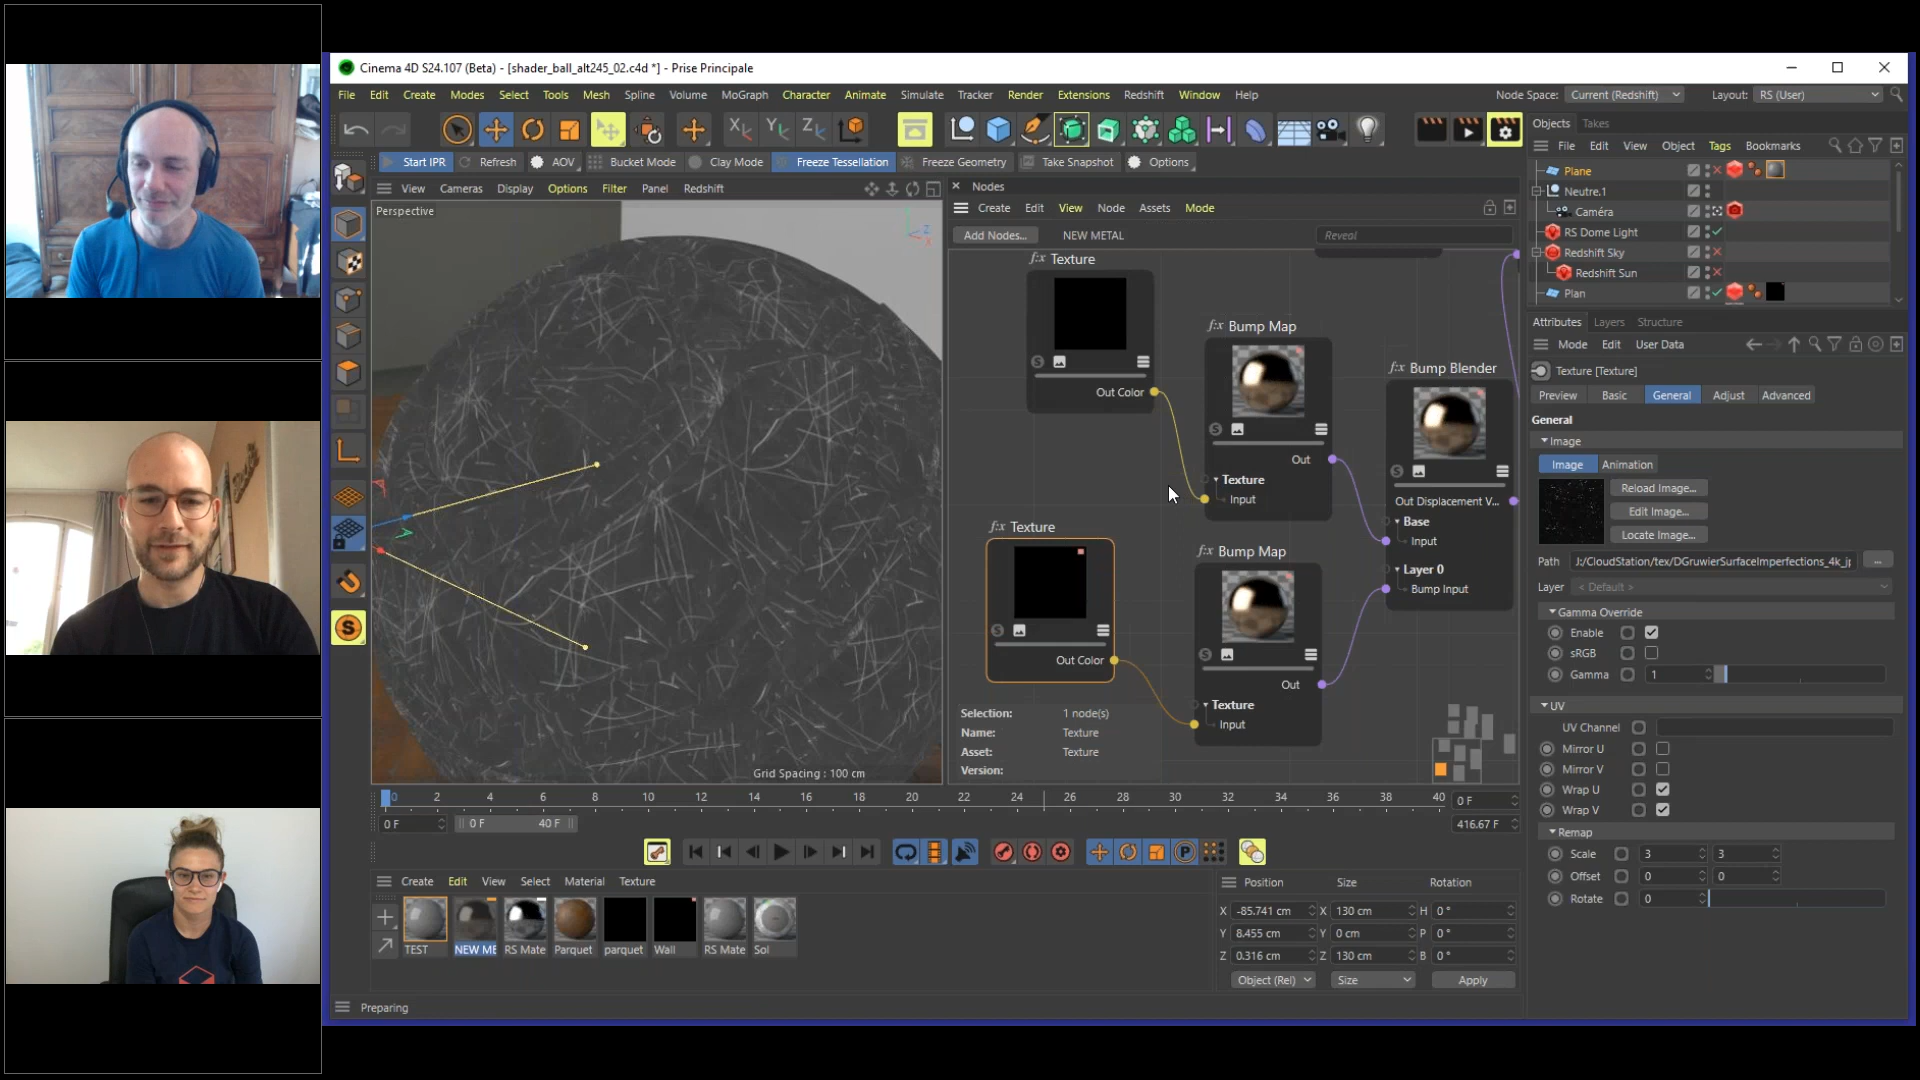 Cinema 4D S24.107 (Beta) - [shader_ball_alt245_02.c4d *] - Prise Principale
File Edit Create Modes Select Tools Mesh Spline Volume MoGraph Character Animate Simulate Tracker Render Extensions Redshift Window Help
Node Space: Current (Redshift) Layout: RS (User)
Start IPR Refresh AOV Bucket Mode Clay Mode Freeze Tessellation Freeze Geometry Take Snapshot Options
View Cameras Display Options Filter Panel Redshift
Perspective
Grid Spacing : 100 cm
Nodes
Create Edit View Node Assets Mode
Add Nodes... NEW METAL Reveal
f:x Texture
Out Color
f:x Bump Map
Out
Texture
Input
f:x Bump Blender
Out Displacement V...
Base
Input
Layer 0
Bump Input
f:x Texture
Out Color
f:x Bump Map
Out
Texture
Input
Selection: 1 node(s)
Name: Texture
Asset: Texture
Version:
Objects Takes
File Edit View Object Tags Bookmarks
Plane
Neutre.1
Caméra
RS Dome Light
Redshift Sky
Redshift Sun
Plan
Attributes Layers Structure
Mode Edit User Data
Texture [Texture]
Preview Basic General Adjust Advanced
General
Image
Image Animation
Reload Image...
Edit Image...
Locate Image...
Path J:/CloudStation/tex/DGruwierSurfaceImperfections_4k_j ...
Layer < Default >
Gamma Override
Enable
sRGB
Gamma 1
UV
UV Channel
Mirror U
Mirror V
Wrap U
Wrap V
Remap
Scale 3 3
Offset 0 0
Rotate 0
0 2 4 6 8 10 12 14 16 18 20 22 24 26 28 30 32 34 36 38 40 0 F
0 F 0 F 40 F 416.67 F
Create Edit View Select Material Texture
TEST NEW ME RS Mate Parquet parquet Wall RS Mate Sol
Position Size Rotation
X -85.741 cm X 130 cm H 0 °
Y 8.455 cm Y 0 cm P 0 °
Z 0.316 cm Z 130 cm B 0 °
Object (Rel) Size Apply
Preparing